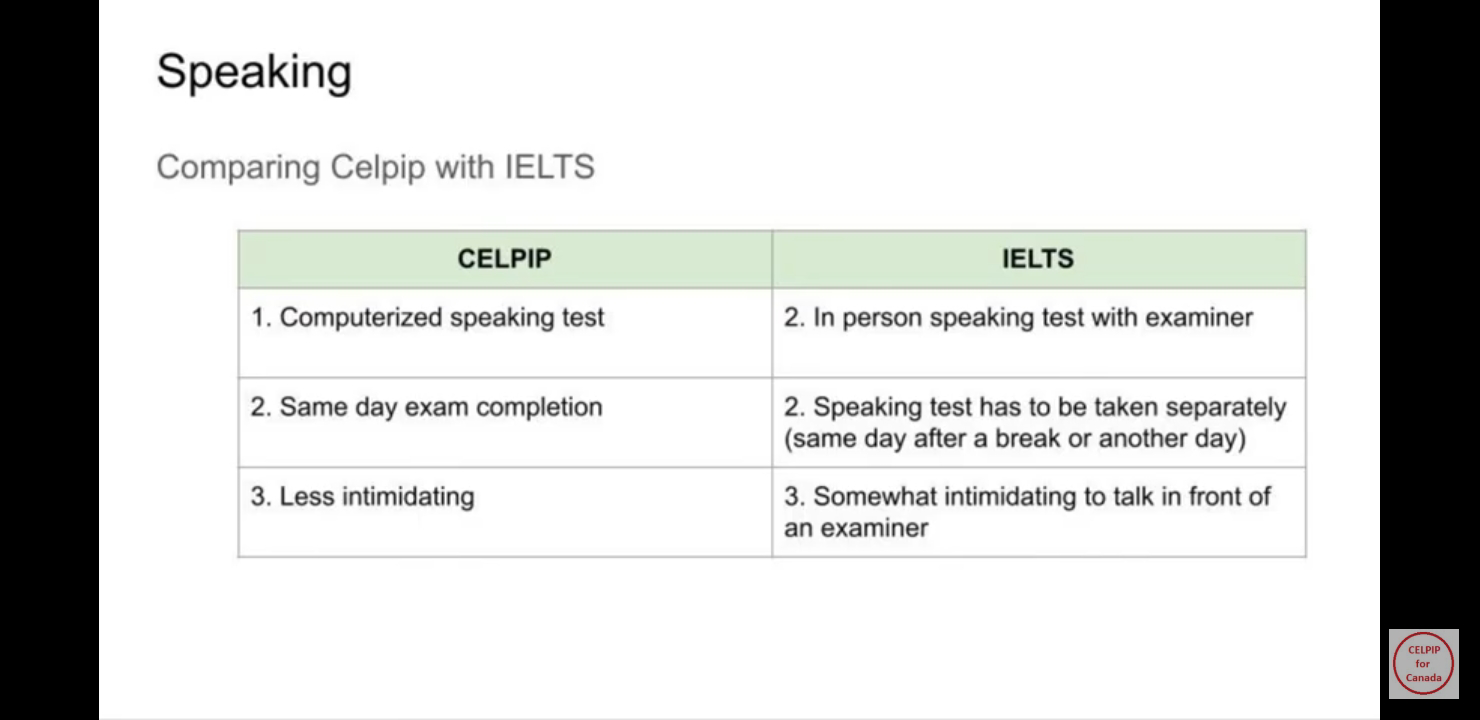 Speaking
Comparing Celpip with IELTS
CELPIP
IELTS
1. Computerized speaking test
2. In person speaking test with examiner
2. Same day exam completion
2. Speaking test has to be taken separately
(same day after a break or another day)
3. Less intimidating
3. Somewhat intimidating to talk in front of
an examiner
CELPIP
for
Canada